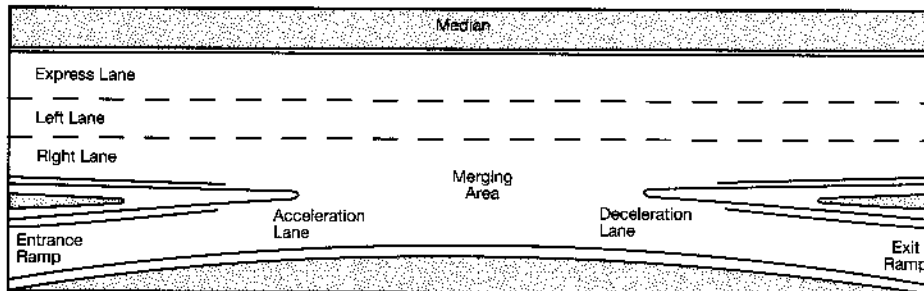 Median
Express Lane
Left Lane
Right Lane
Merging
Area
Acceleration
Lane
Deceleration
Lane
Entrance
Ramp
Exit
Ramp